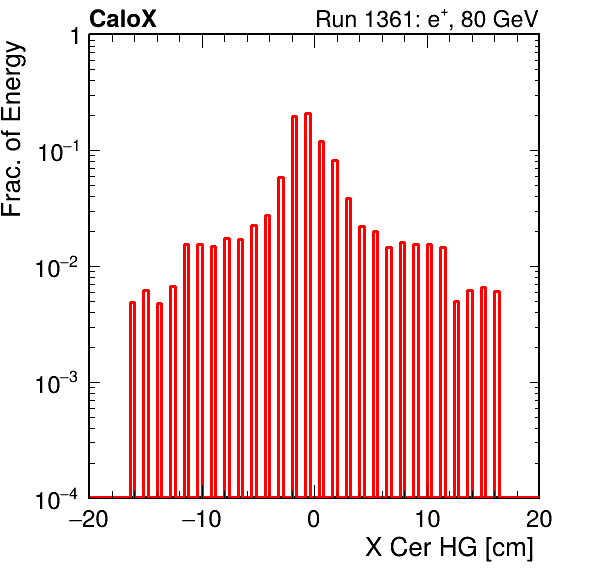 CaloX Run 1361: e⁺, 80 GeV
Frac. of Energy
1
10⁻¹
10⁻²
10⁻³
10⁻⁴
−20 −10 0 10 20
X Cer HG [cm]